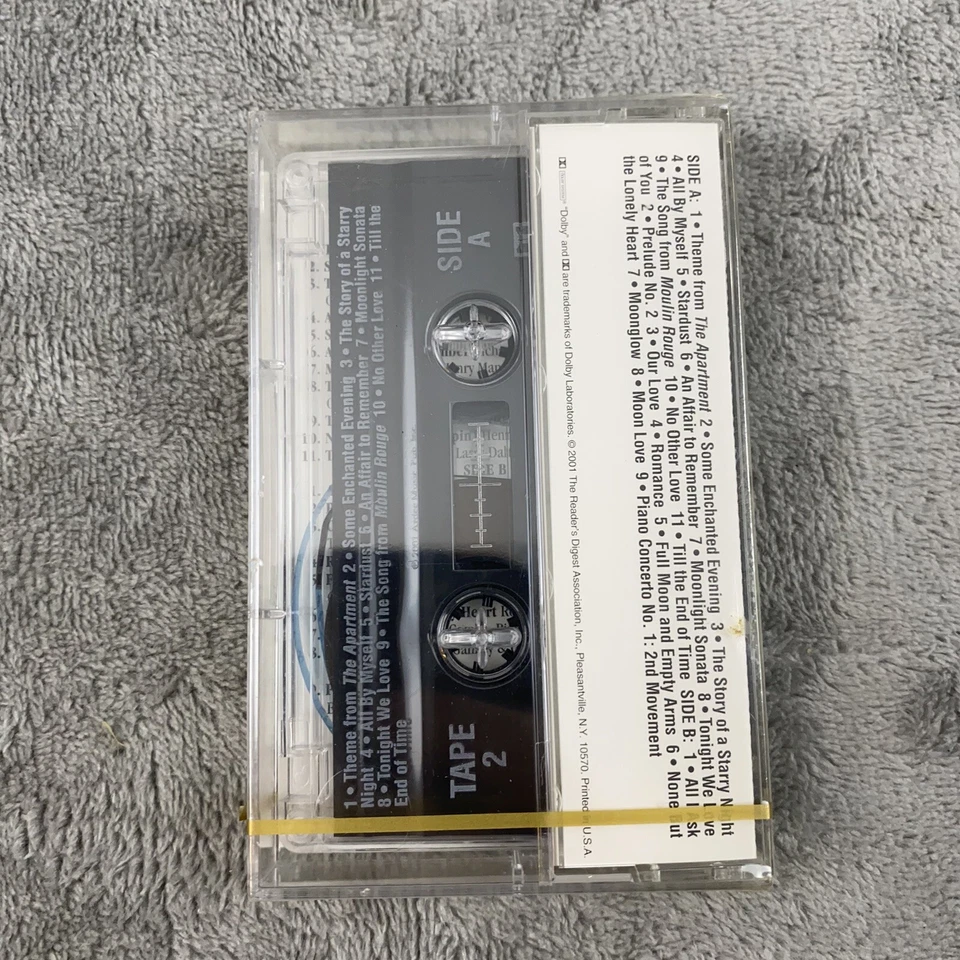 SIDE A: 1 • Theme from The Apartment 2 • Some Enchanted Evening 3 • The Story of a Starry Night
4 • All By Myself 5 • Stardust 6 • An Affair to Remember 7 • Moonlight Sonata 8 • Tonight We Love
9 • The Song from Moulin Rouge 10 • No Other Love 11 • Till the End of Time SIDE B: 1 • All I Ask
of You 2 • Prelude No. 2 3 • Our Love 4 • Romance 5 • Full Moon and Empty Arms 6 • None But
the Lonely Heart 7 • Moonglow 8 • Moon Love 9 • Piano Concerto No. 1: 2nd Movement
"Dolby" and are trademarks of Dolby Laboratories. © 2001 The Reader's Digest Association, Inc., Pleasantville, N.Y. 10570. Printed in U.S.A.
SIDE
A
TAPE
2
1 • Theme from The Apartment 2 • Some Enchanted Evening 3 • The Story of a Starry
Night 4 • All By Myself 5 • Stardust 6 • An Affair to Remember 7 • Moonlight Sonata
8 • Tonight We Love 9 • The Song from Moulin Rouge 10 • No Other Love 11 • Till the
End of Time